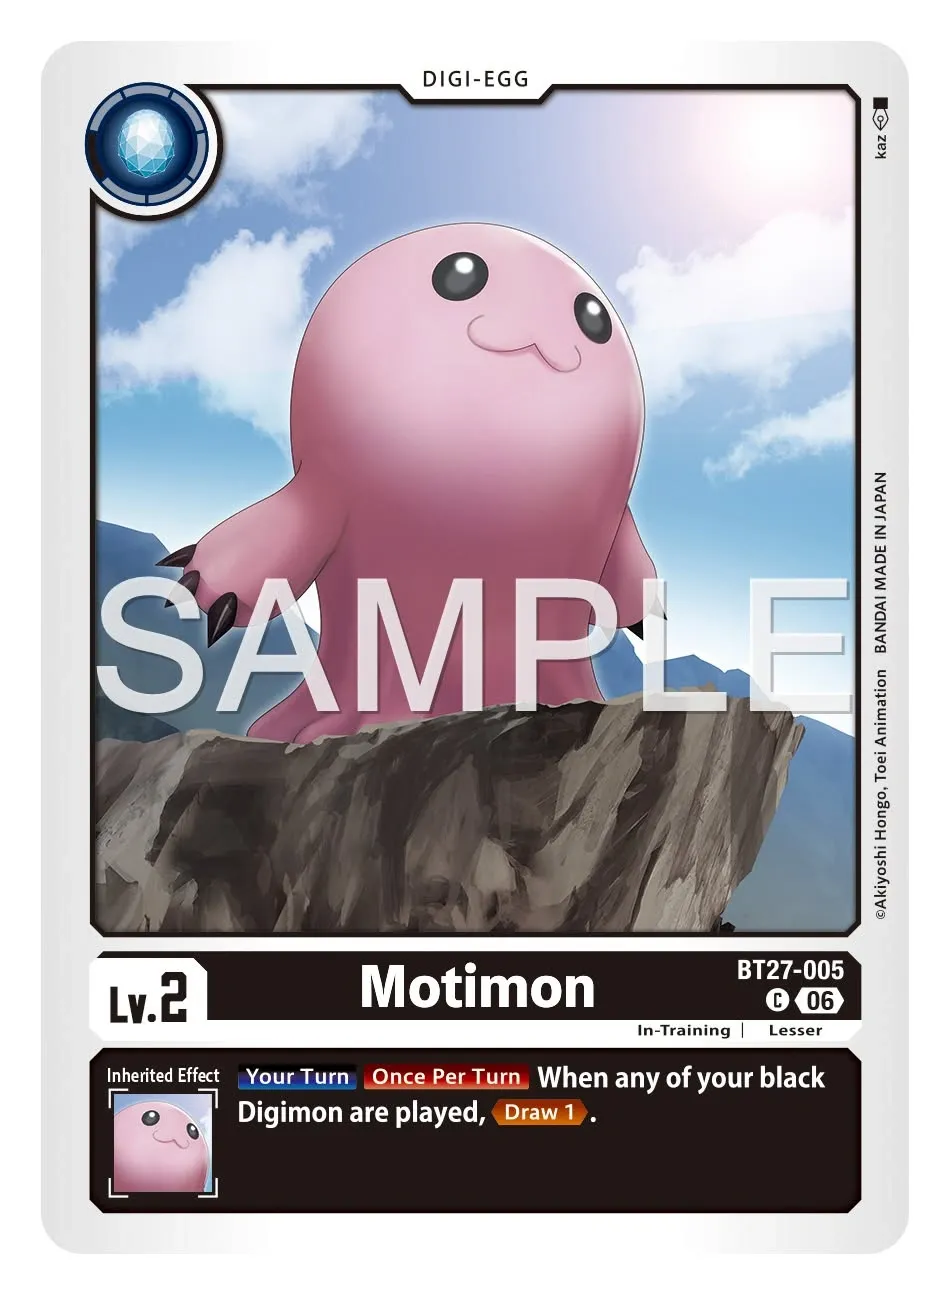 DIGI-EGG
kaz
BANDAI MADE IN JAPAN
©Akiyoshi Hongo, Toei Animation
SAMPLE
Lv.2
Motimon
BT27-005
C 06
In-Training | Lesser
Inherited Effect
Your Turn Once Per Turn When any of your black
Digimon are played, Draw 1.